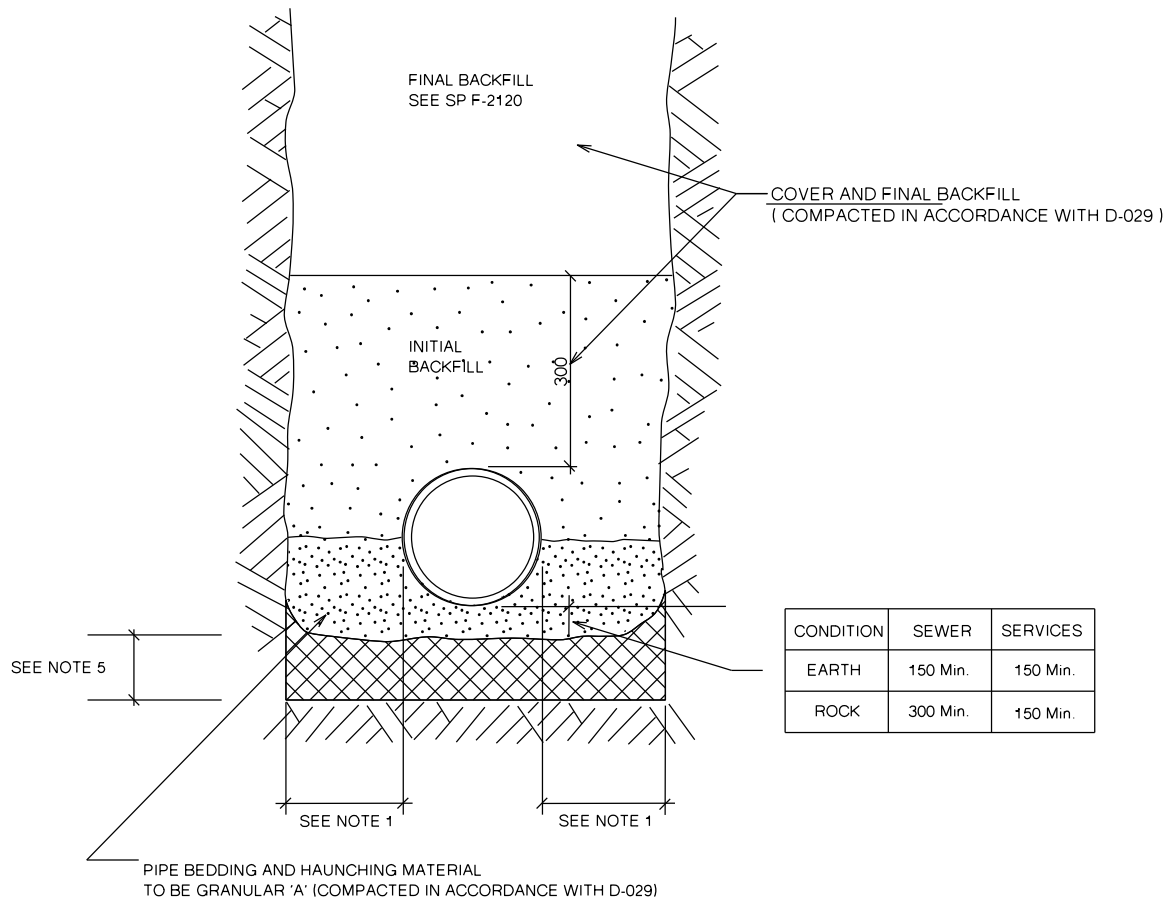 FINAL BACKFILL
SEE SP F-2120
COVER AND FINAL BACKFILL
( COMPACTED IN ACCORDANCE WITH D-029 )
INITIAL
BACKFILL
300
SEE NOTE 5
CONDITION SEWER SERVICES
EARTH 150 Min. 150 Min.
ROCK 300 Min. 150 Min.
SEE NOTE 1
SEE NOTE 1
PIPE BEDDING AND HAUNCHING MATERIAL
TO BE GRANULAR 'A' (COMPACTED IN ACCORDANCE WITH D-029)